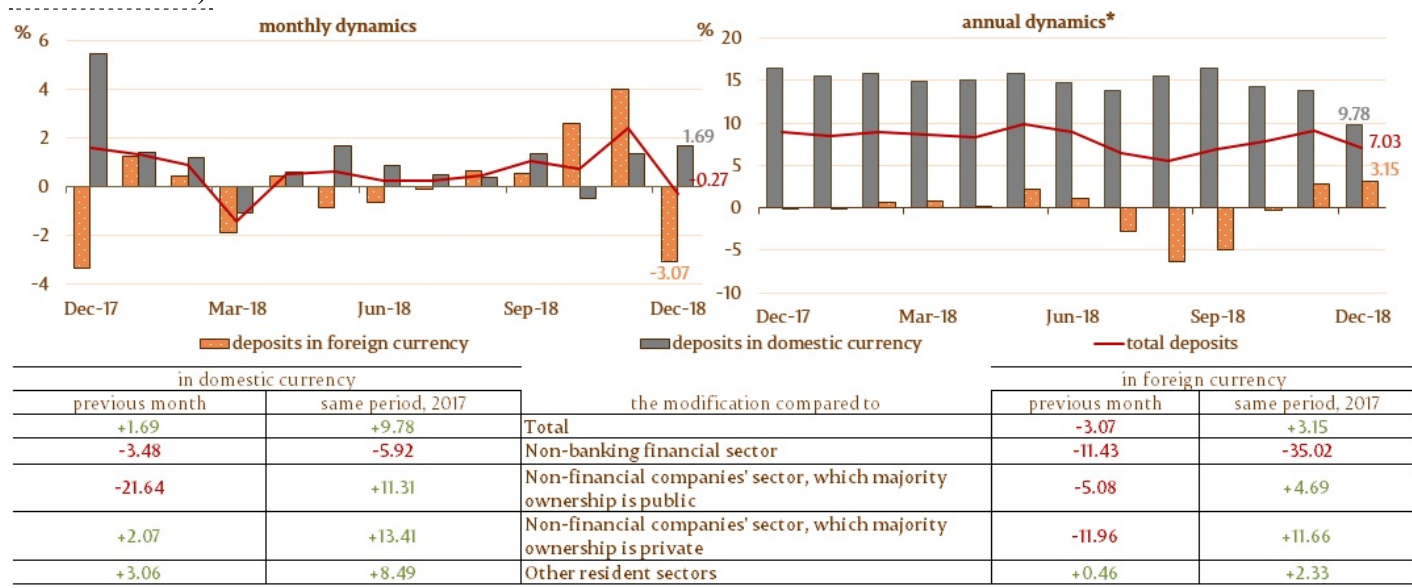 monthly dynamics
%
6
4
2
0
-2
-4
1.69
-0.27
-3.07
Dec-17 Mar-18 Jun-18 Sep-18 Dec-18
annual dynamics*
%
20
15
10
5
0
-5
-10
9.78
7.03
3.15
Dec-17 Mar-18 Jun-18 Sep-18 Dec-18
deposits in foreign currency deposits in domestic currency total deposits
in domestic currency in foreign currency
previous month same period, 2017 the modification compared to previous month same period, 2017
+1.69 +9.78 Total -3.07 +3.15
-3.48 -5.92 Non-banking financial sector -11.43 -35.02
-21.64 +11.31 Non-financial companies' sector, which majority
ownership is public -5.08 +4.69
+2.07 +13.41 Non-financial companies' sector, which majority
ownership is private -11.96 +11.66
+3.06 +8.49 Other resident sectors +0.46 +2.33